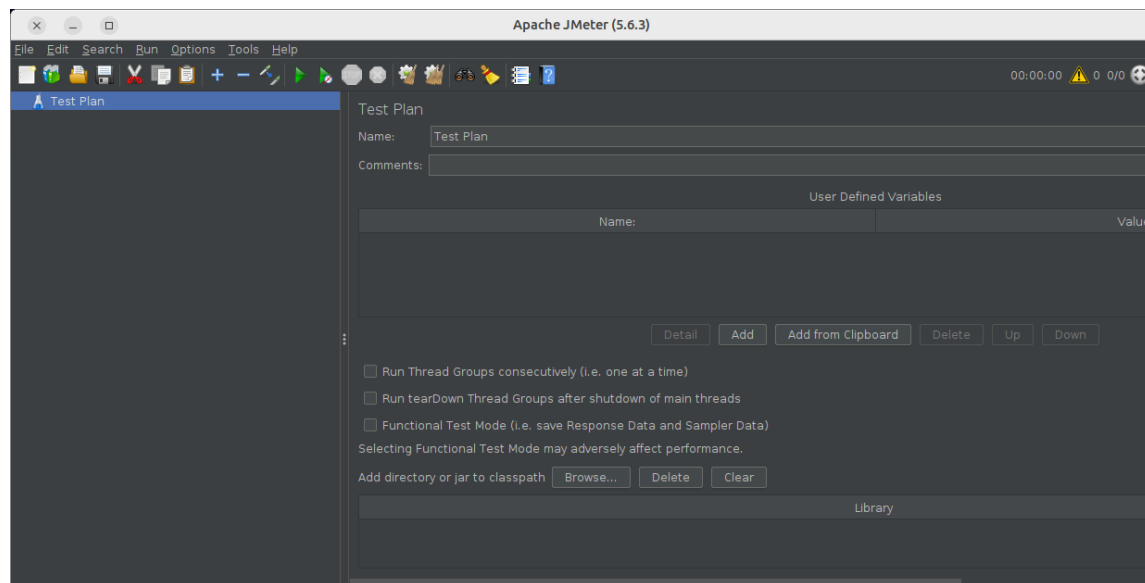 Apache JMeter (5.6.3)
File Edit Search Run Options Tools Help
00:00:00 0 0/0
Test Plan
Test Plan
Name: Test Plan
Comments:
User Defined Variables
Name: Valu
Detail Add Add from Clipboard Delete Up Down
Run Thread Groups consecutively (i.e. one at a time)
Run tearDown Thread Groups after shutdown of main threads
Functional Test Mode (i.e. save Response Data and Sampler Data)
Selecting Functional Test Mode may adversely affect performance.
Add directory or jar to classpath Browse... Delete Clear
Library